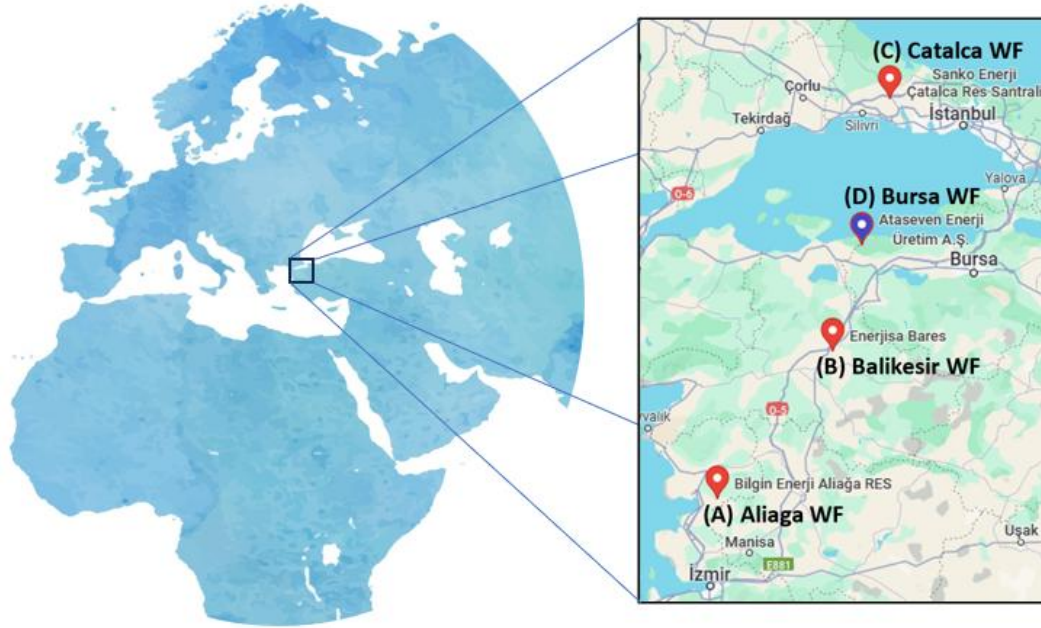 (C) Catalca WF
Sanko Enerji
Çatalca Res Santrali
Çorlu
İstanbul
Tekirdağ
Silivri
Yalova
O-6
(D) Bursa WF
Ataseven Enerji
Üretim A.Ş.
Bursa
Enerjisa Bares
(B) Balikesir WF
O-5
Bilgin Enerji Aliağa RES
(A) Aliaga WF
Uşak
Manisa
E881
İzmir